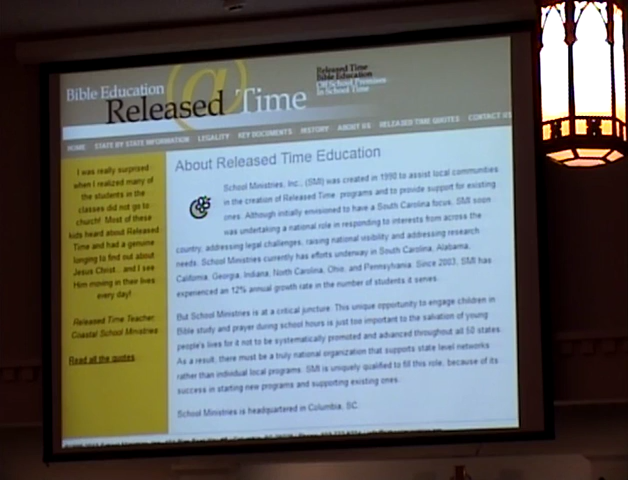 Bible Education
Released Time
Released Time
Bible Education
Off School Premises
In School Time
HOME STATE BY STATE INFORMATION LEGALITY KEY DOCUMENTS HISTORY ABOUT US RELEASED TIME QUOTES CONTACT US
I was really surprised
when I realized many of
the students in the
classes did not go to
church! Most of these
kids heard about Released
Time and had a genuine
longing to find out about
Jesus Christ...and I see
Him moving in their lives
every day!
Released Time Teacher,
Coastal School Ministries
Read all the quotes
About Released Time Education
School Ministries, Inc., (SMI) was created in 1990 to assist local communities
in the creation of Released Time programs and to provide support for existing
ones. Although initially envisioned to have a South Carolina focus, SMI soon
was undertaking a national role in responding to interests from across the
country; addressing legal challenges, raising national visibility and addressing research
needs. School Ministries currently has efforts underway in South Carolina, Alabama,
California, Georgia, Indiana, North Carolina, Ohio, and Pennsylvania. Since 2003, SMI has
experienced an 12% annual growth rate in the number of students it serves.
But School Ministries is at a critical juncture. This unique opportunity to engage children in
Bible study and prayer during school hours is just too important to the salvation of young
people's lives for it not to be systematically promoted and advanced throughout all 50 states.
As a result, there must be a truly national organization that supports state level networks
rather than individual local programs. SMI is uniquely qualified to fill this role, because of its
success in starting new programs and supporting existing ones.
School Ministries is headquartered in Columbia, SC.